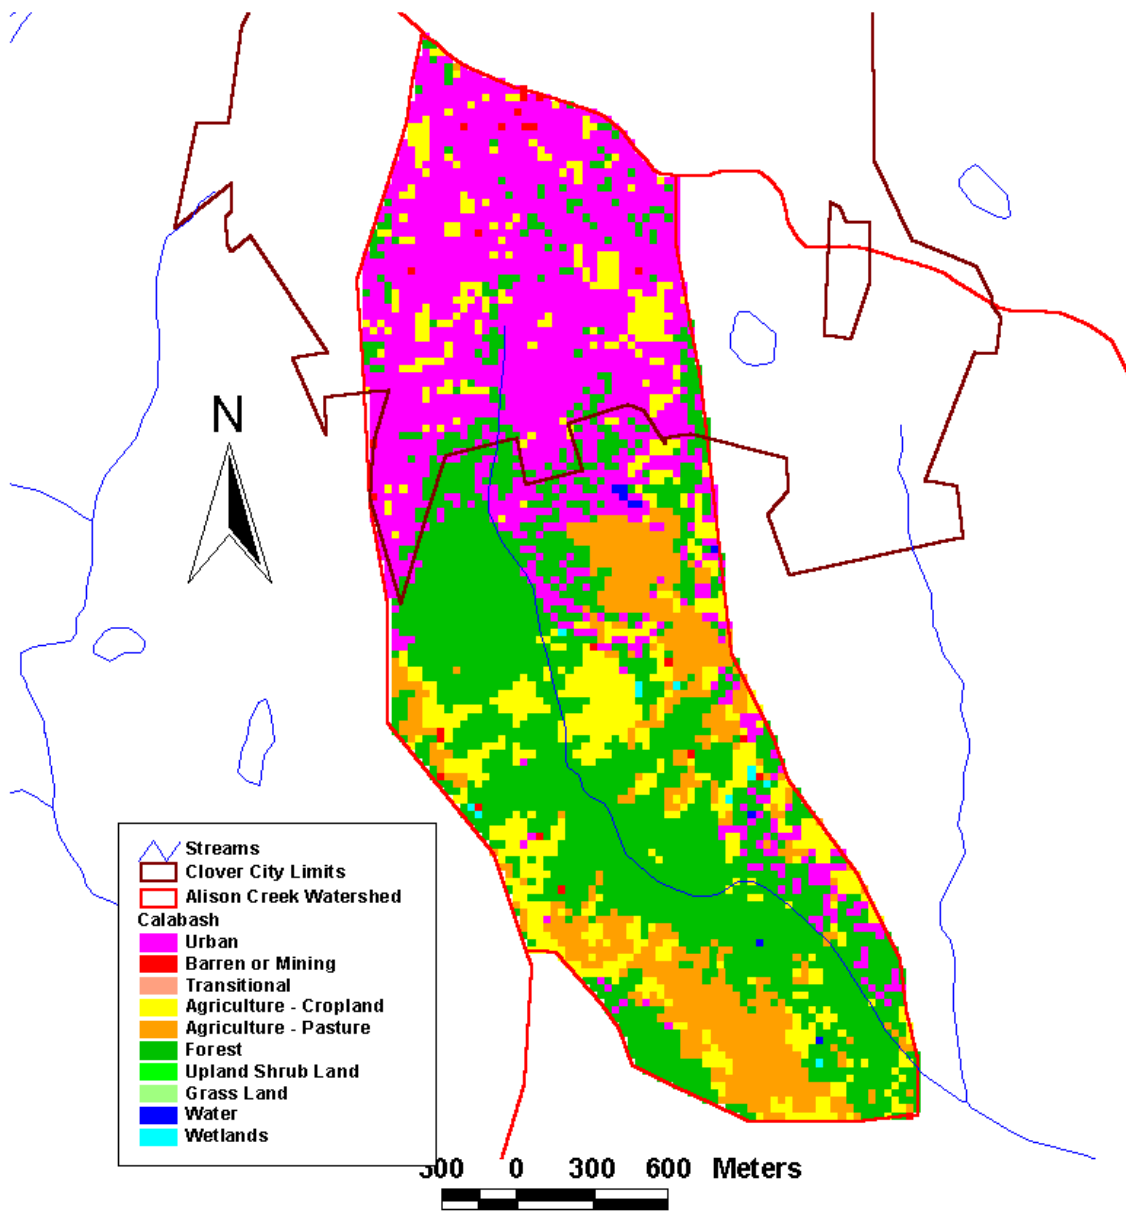 N
Streams
Clover City Limits
Alison Creek Watershed
Calabash
Urban
Barren or Mining
Transitional
Agriculture - Cropland
Agriculture - Pasture
Forest
Upland Shrub Land
Grass Land
Water
Wetlands
300 0 300 600 Meters